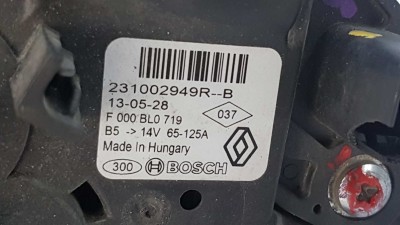 231002949R--B
13-05-28
037
F 000 BL0 719
B5 -> 14V 65-125A
Made in Hungary
300 BOSCH